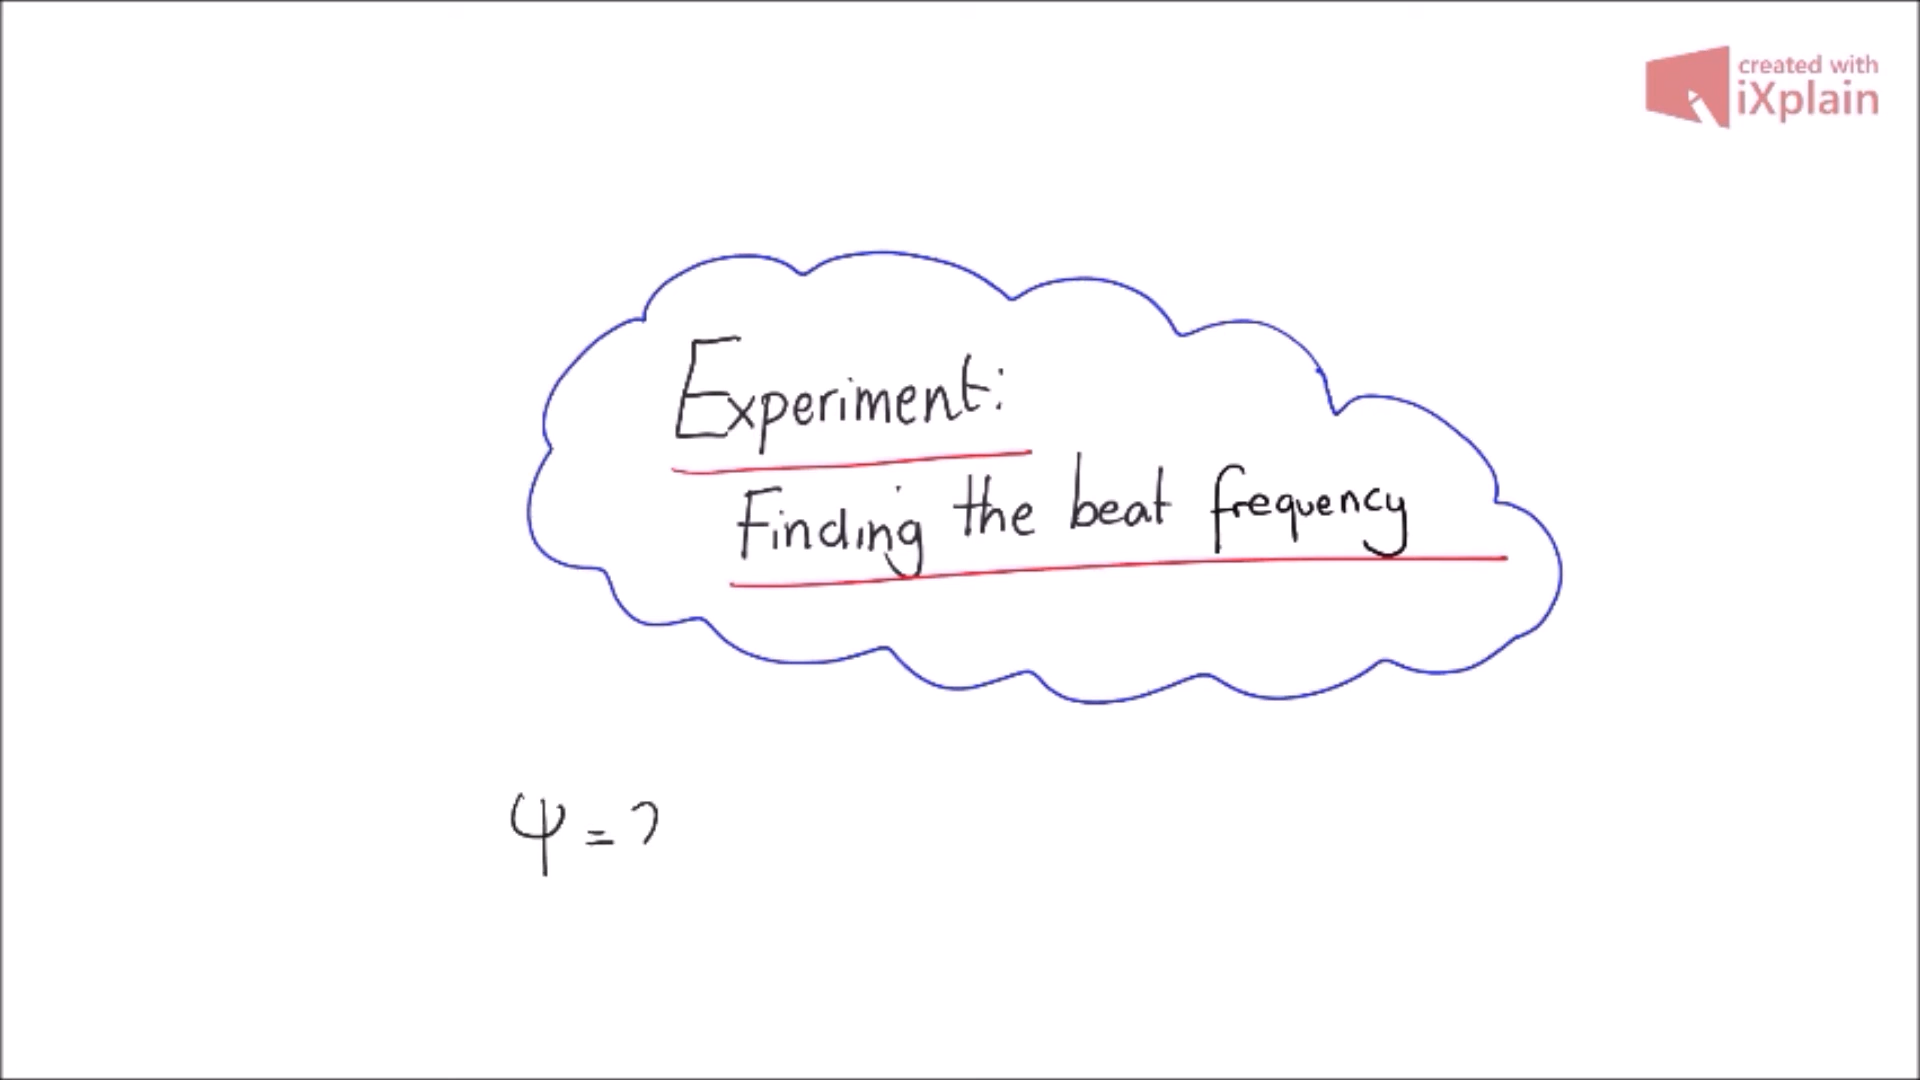 created with
iXplain
Experiment:
Finding the beat frequency
Ψ = ?